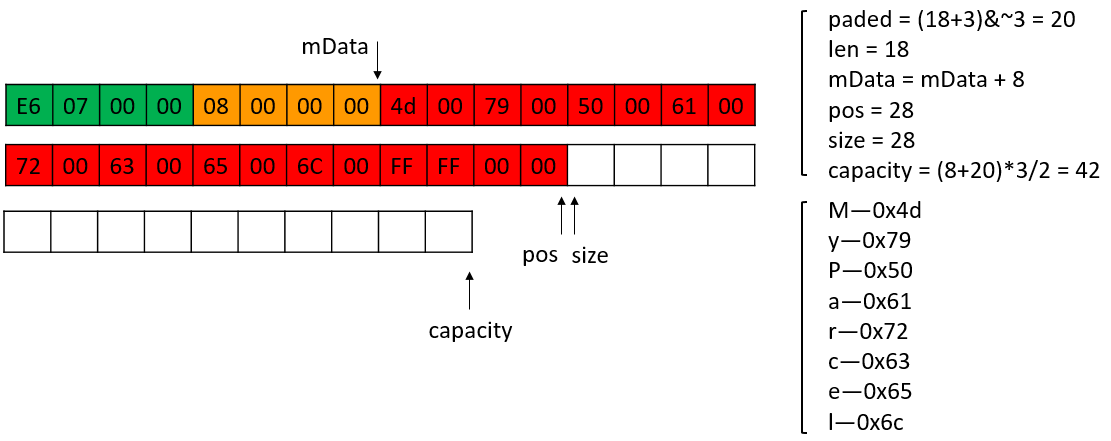 mData
E6 07 00 00 08 00 00 00 4d 00 79 00 50 00 61 00
72 00 63 00 65 00 6C 00 FF FF 00 00
pos size
capacity
paded = (18+3)&~3 = 20
len = 18
mData = mData + 8
pos = 28
size = 28
capacity = (8+20)*3/2 = 42
M—0x4d
y—0x79
P—0x50
a—0x61
r—0x72
c—0x63
e—0x65
l—0x6c